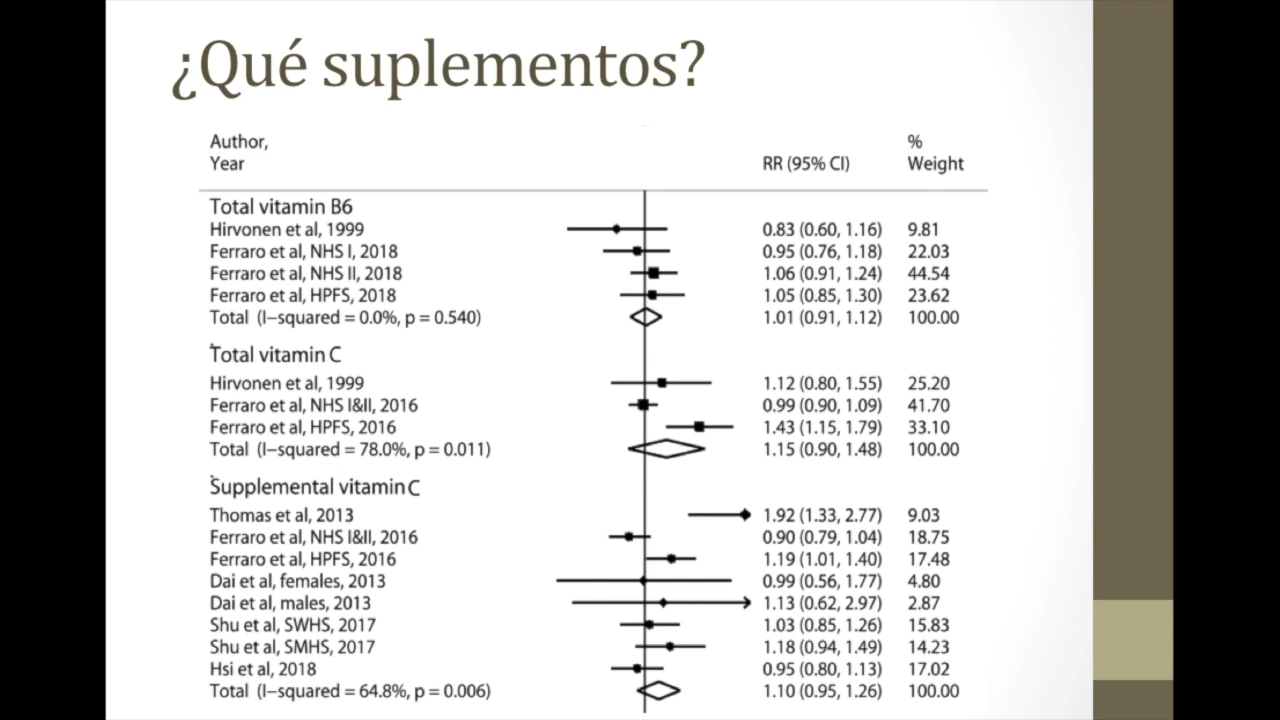 ¿Qué suplementos?
Author, %
Year RR (95% CI) Weight
Total vitamin B6
Hirvonen et al, 1999 0.83 (0.60, 1.16) 9.81
Ferraro et al, NHS I, 2018 0.95 (0.76, 1.18) 22.03
Ferraro et al, NHS II, 2018 1.06 (0.91, 1.24) 44.54
Ferraro et al, HPFS, 2018 1.05 (0.85, 1.30) 23.62
Total (I−squared = 0.0%, p = 0.540) 1.01 (0.91, 1.12) 100.00
Total vitamin C
Hirvonen et al, 1999 1.12 (0.80, 1.55) 25.20
Ferraro et al, NHS I&II, 2016 0.99 (0.90, 1.09) 41.70
Ferraro et al, HPFS, 2016 1.43 (1.15, 1.79) 33.10
Total (I−squared = 78.0%, p = 0.011) 1.15 (0.90, 1.48) 100.00
Supplemental vitamin C
Thomas et al, 2013 1.92 (1.33, 2.77) 9.03
Ferraro et al, NHS I&II, 2016 0.90 (0.79, 1.04) 18.75
Ferraro et al, HPFS, 2016 1.19 (1.01, 1.40) 17.48
Dai et al, females, 2013 0.99 (0.56, 1.77) 4.80
Dai et al, males, 2013 1.13 (0.62, 2.97) 2.87
Shu et al, SWHS, 2017 1.03 (0.85, 1.26) 15.83
Shu et al, SMHS, 2017 1.18 (0.94, 1.49) 14.23
Hsi et al, 2018 0.95 (0.80, 1.13) 17.02
Total (I−squared = 64.8%, p = 0.006) 1.10 (0.95, 1.26) 100.00